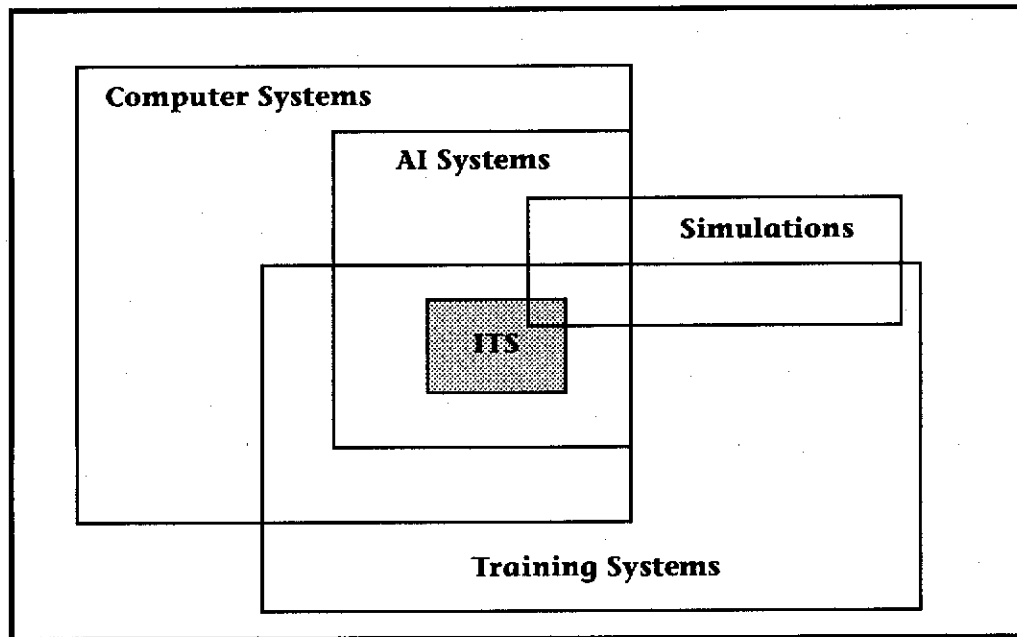 Computer Systems
AI Systems
Simulations
ITS
Training Systems